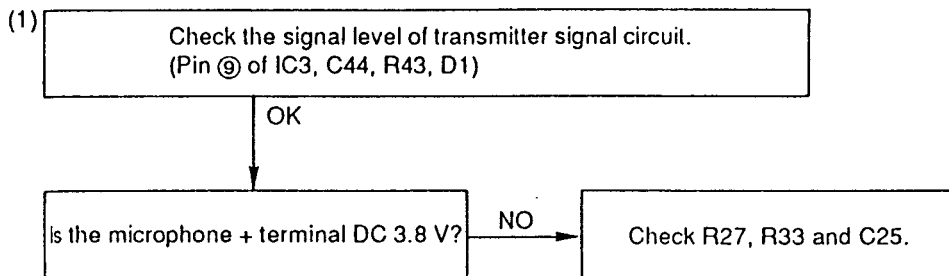 (1)
Check the signal level of transmitter signal circuit.
(Pin ⑨ of IC3, C44, R43, D1)
OK
Is the microphone + terminal DC 3.8 V?
NO
Check R27, R33 and C25.